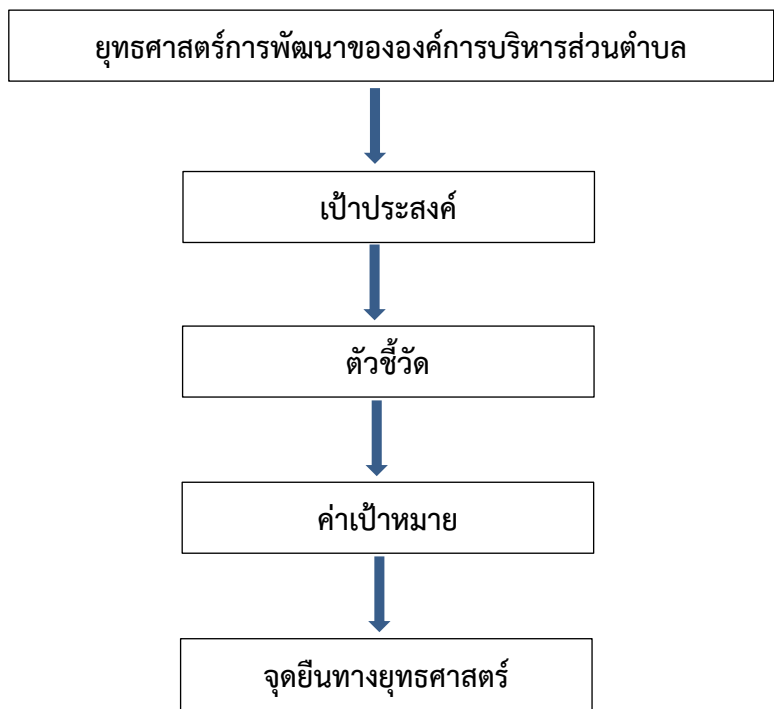 ยุทธศาสตร์การพัฒนาขององค์การบริหารส่วนตำบล
เป้าประสงค์
ตัวชี้วัด
ค่าเป้าหมาย
จุดยืนทางยุทธศาสตร์